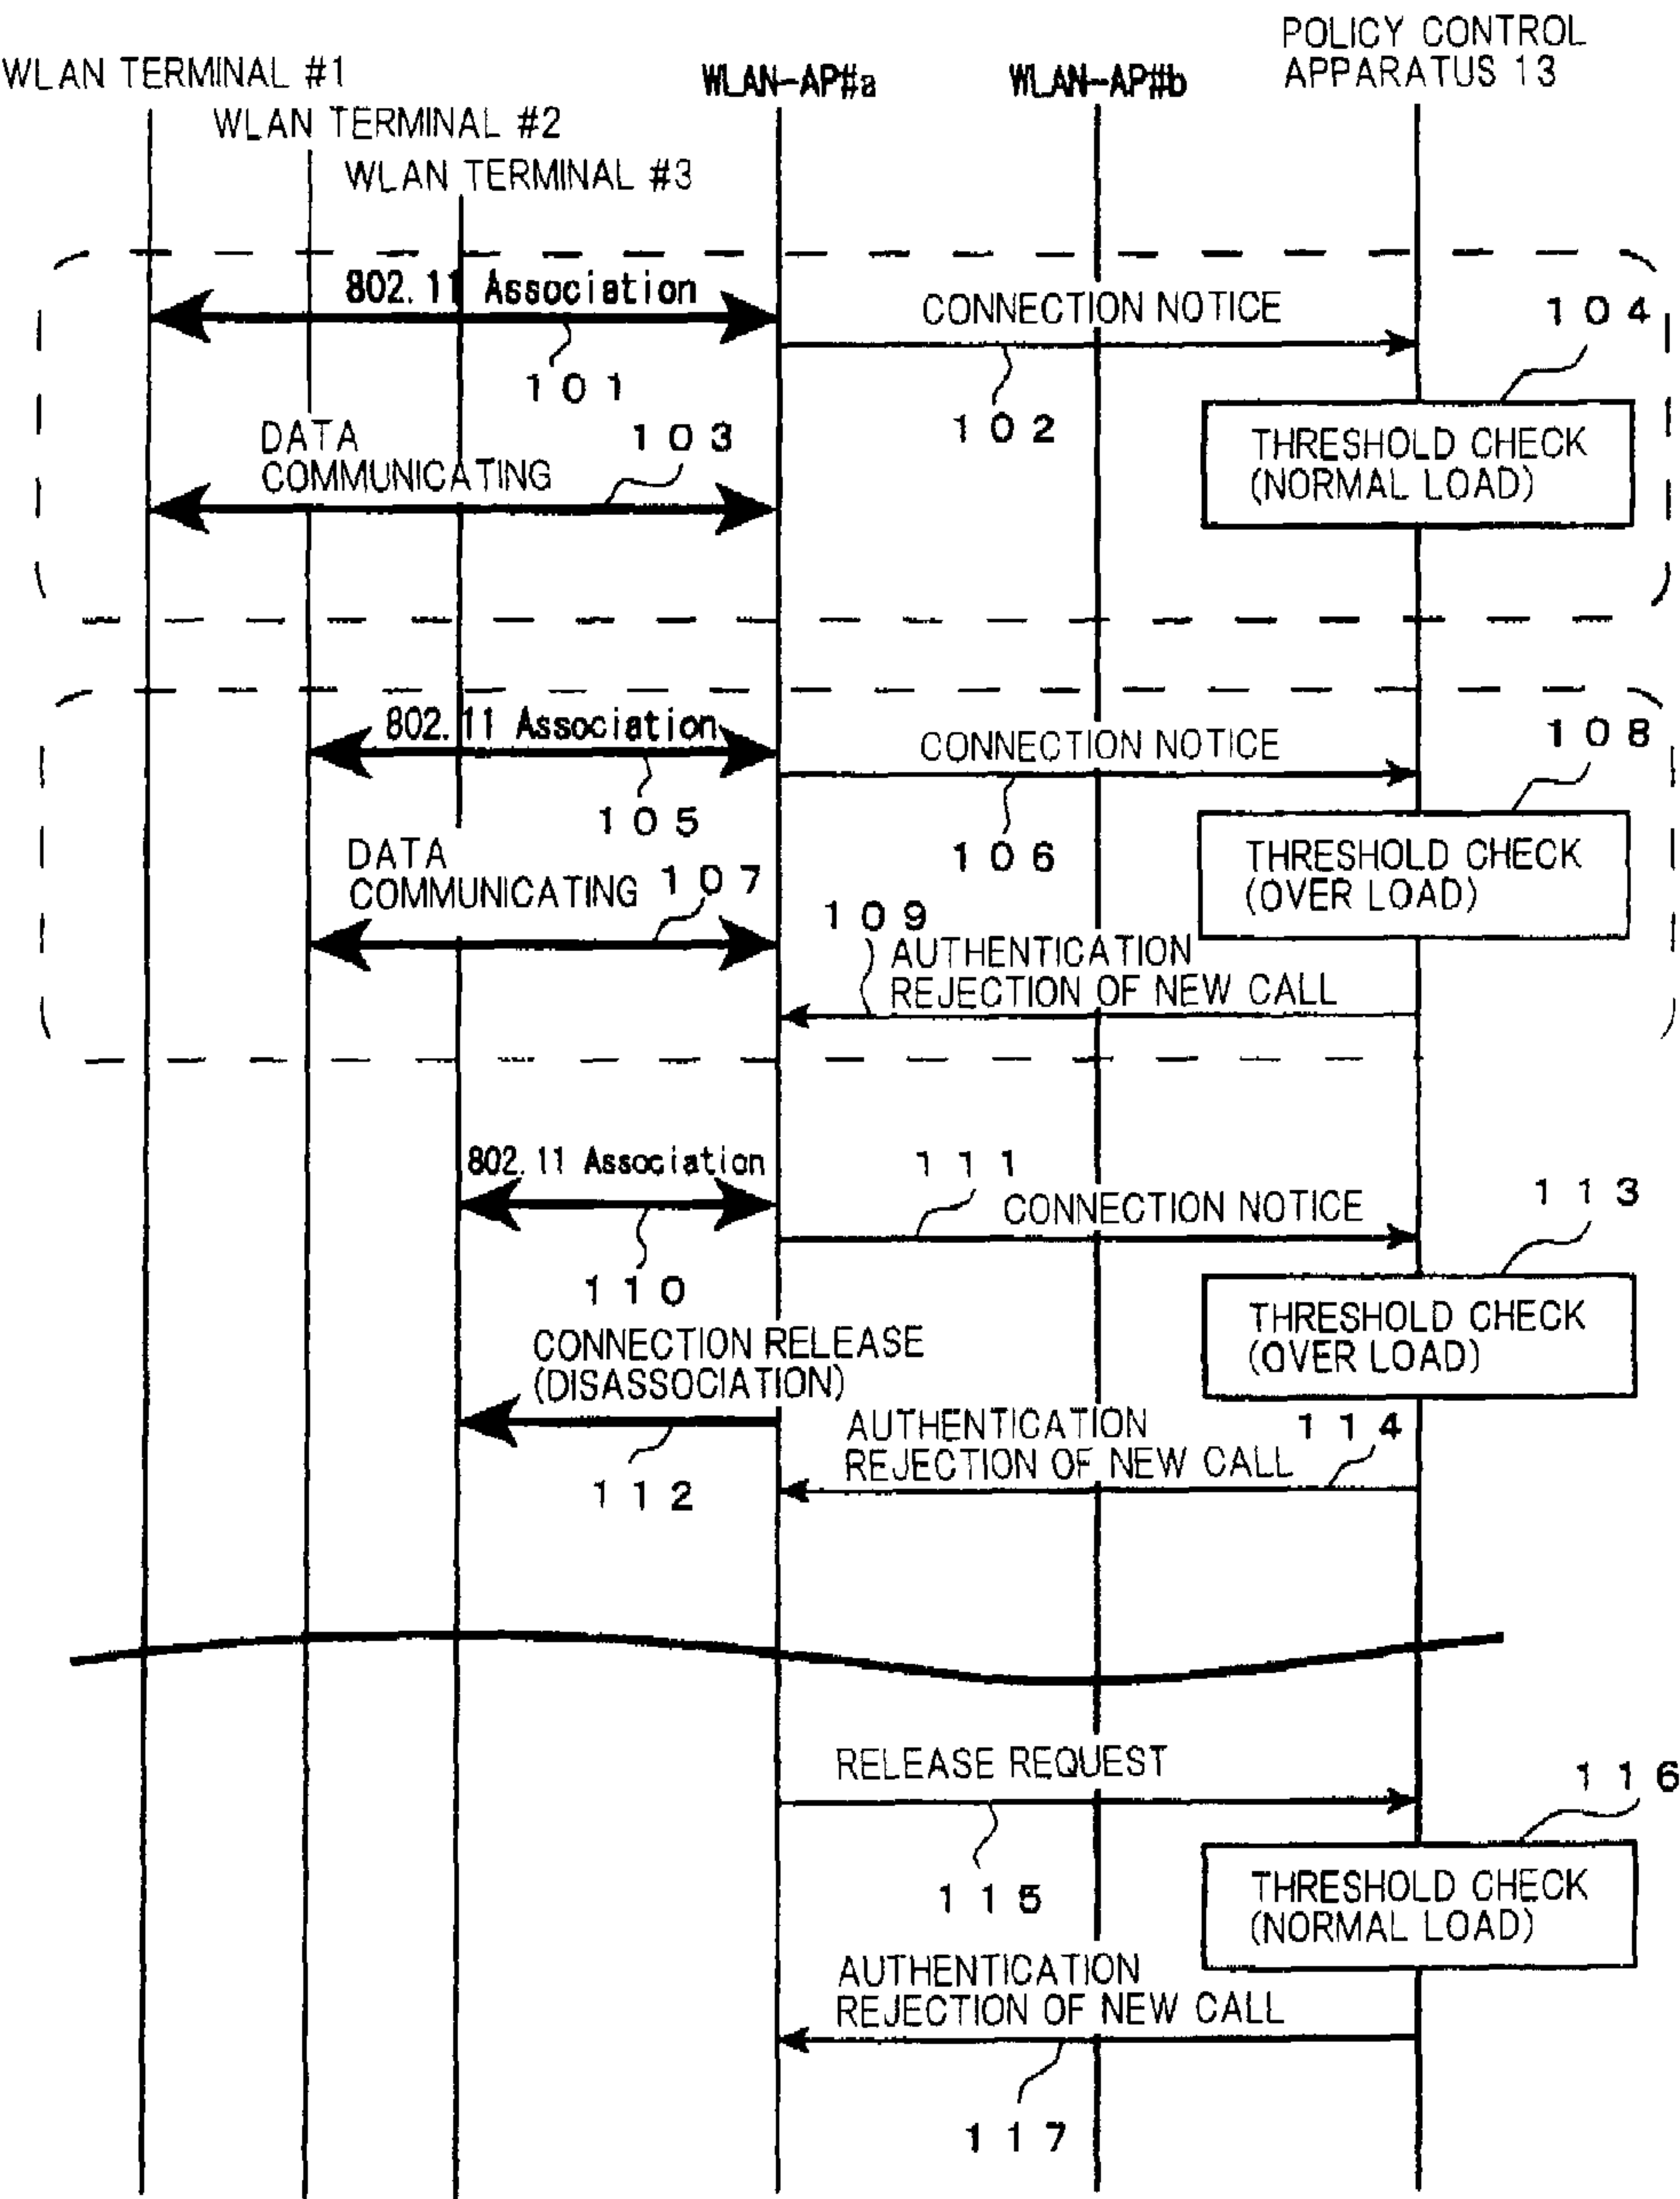 POLICY CONTROL
APPARATUS 13
WLAN TERMINAL #1
WLAN-AP#a
WLAN-AP#b
WLAN TERMINAL #2
WLAN TERMINAL #3
802.11 Association
CONNECTION NOTICE
104
101
102
DATA
COMMUNICATING
103
THRESHOLD CHECK
(NORMAL LOAD)
802.11 Association
CONNECTION NOTICE
108
105
106
DATA
COMMUNICATING
107
THRESHOLD CHECK
(OVER LOAD)
109
AUTHENTICATION
REJECTION OF NEW CALL
802.11 Association
111
CONNECTION NOTICE
113
110
THRESHOLD CHECK
(OVER LOAD)
CONNECTION RELEASE
(DISASSOCIATION)
112
AUTHENTICATION
REJECTION OF NEW CALL
114
RELEASE REQUEST
116
115
THRESHOLD CHECK
(NORMAL LOAD)
AUTHENTICATION
REJECTION OF NEW CALL
117